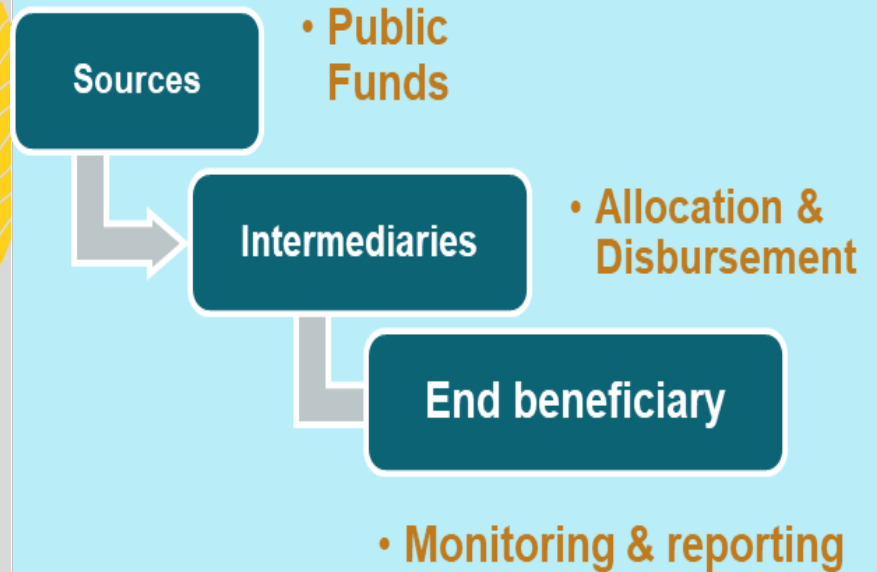 Sources
• Public
Funds
Intermediaries
• Allocation &
Disbursement
End beneficiary
• Monitoring & reporting